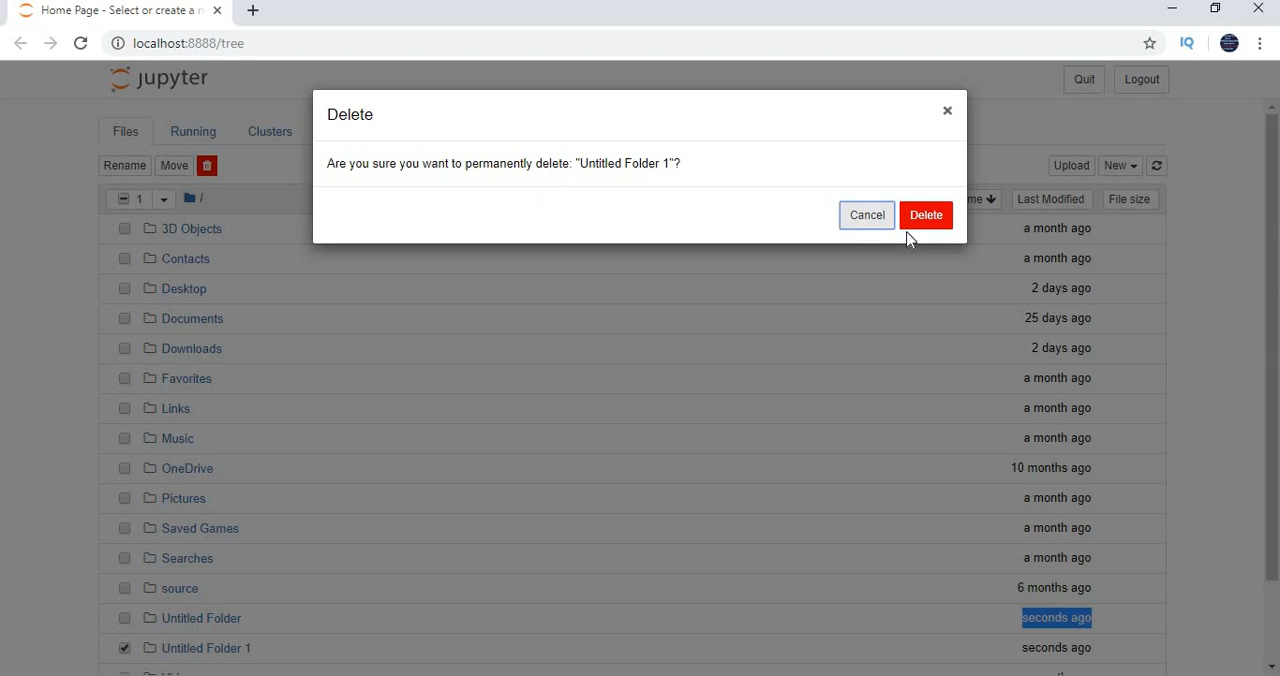 Home Page - Select or create a n
localhost:8888/tree
IQ
jupyter
Quit
Logout
Delete
Files
Running
Clusters
Are you sure you want to permanently delete: "Untitled Folder 1"?
Rename
Move
Upload
New
1
/
me
Last Modified
File size
Cancel
Delete
3D Objects
a month ago
Contacts
a month ago
Desktop
2 days ago
Documents
25 days ago
Downloads
2 days ago
Favorites
a month ago
Links
a month ago
Music
a month ago
OneDrive
10 months ago
Pictures
a month ago
Saved Games
a month ago
Searches
a month ago
source
6 months ago
Untitled Folder
seconds ago
Untitled Folder 1
seconds ago